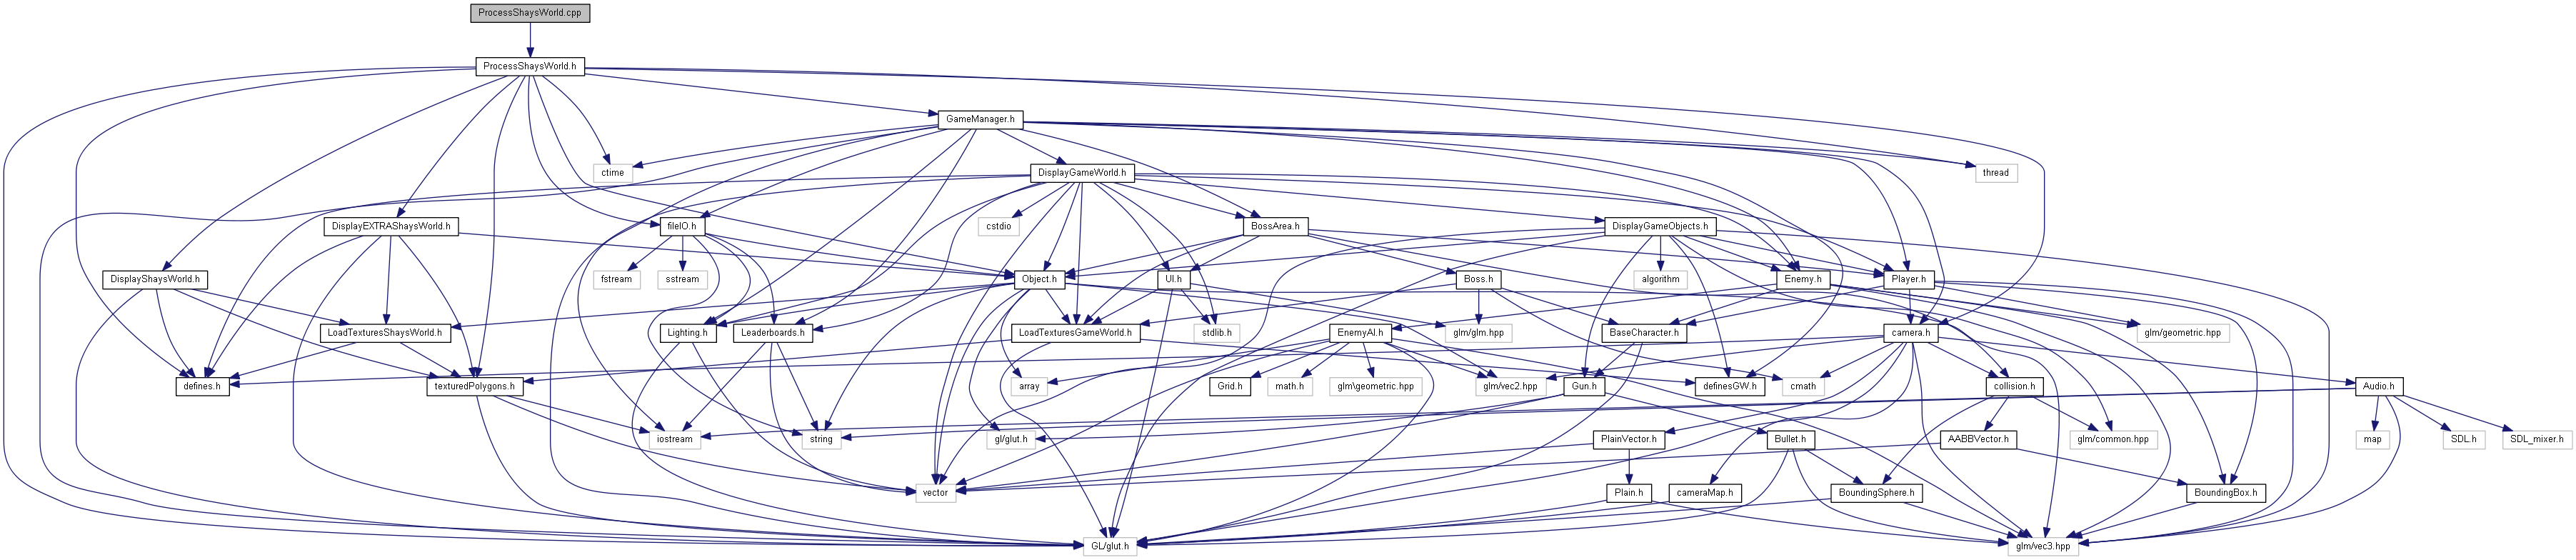 ProcessShaysWorld.cpp
ProcessShaysWorld.h
GameManager.h
ctime
DisplayGameWorld.h
thread
DisplayEXTRAShaysWorld.h
fileIO.h
cstdio
BossArea.h
DisplayGameObjects.h
DisplayShaysWorld.h
fstream
sstream
Object.h
UI.h
Boss.h
algorithm
Enemy.h
Player.h
LoadTexturesShaysWorld.h
Lighting.h
Leaderboards.h
LoadTexturesGameWorld.h
stdlib.h
glm/glm.hpp
EnemyAI.h
BaseCharacter.h
camera.h
glm/geometric.hpp
defines.h
texturedPolygons.h
array
Grid.h
math.h
glm\geometric.hpp
glm/vec2.hpp
Gun.h
definesGW.h
cmath
collision.h
Audio.h
iostream
string
gl/glut.h
PlainVector.h
Bullet.h
AABBVector.h
glm/common.hpp
map
SDL.h
SDL_mixer.h
vector
Plain.h
cameraMap.h
BoundingSphere.h
BoundingBox.h
GL/glut.h
glm/vec3.hpp